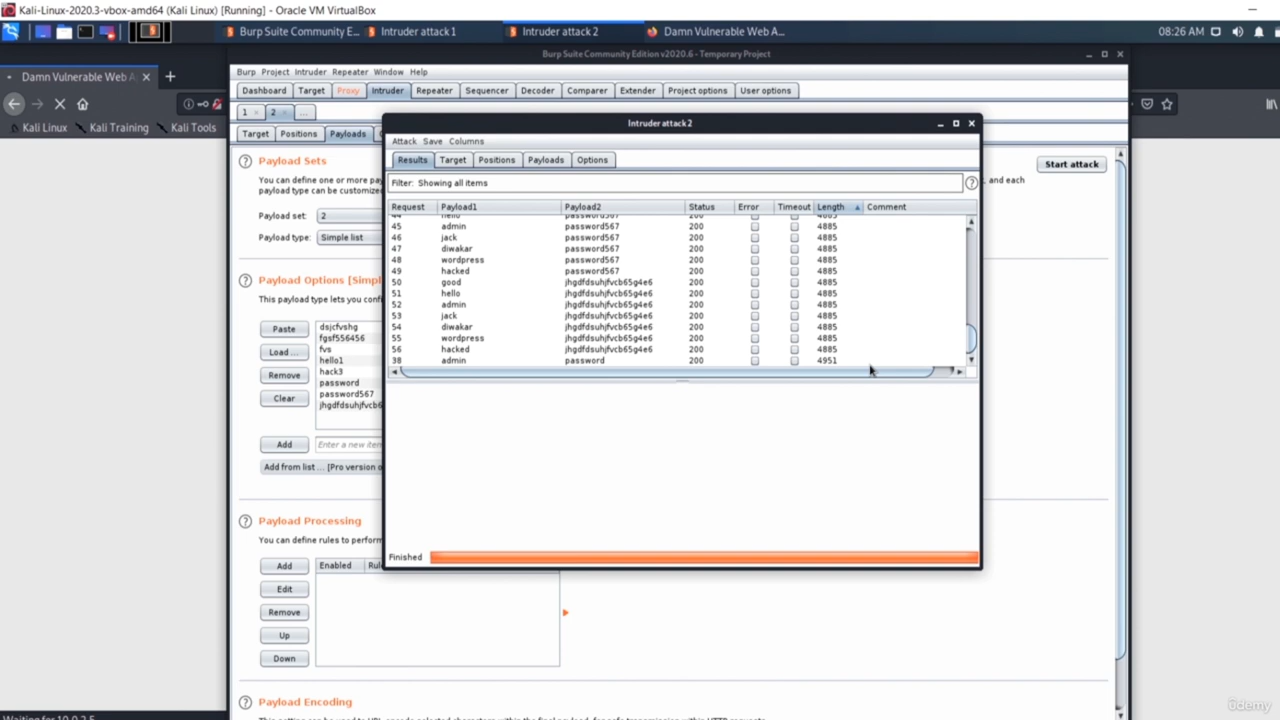 Kali-Linux-2020.3-vbox-amd64 (Kali Linux) [Running] - Oracle VM VirtualBox
Burp Suite Community E... Intruder attack 1 Intruder attack 2 Damn Vulnerable Web A... 08:26 AM
Burp Suite Community Edition v2020.6 - Temporary Project
Damn Vulnerable Web A
Burp Project Intruder Repeater Window Help
Dashboard Target Proxy Intruder Repeater Sequencer Decoder Comparer Extender Project options User options
1 × 2 × ...
Kali Linux Kali Training Kali Tools
Target Positions Payloads
Payload Sets
Start attack
You can define one or more pay
, and each
payload type can be customize
Payload set: 2
Payload type: Simple list
Payload Options [Simpl
This payload type lets you confi
Paste
Load ...
Remove
Clear
dsjcfvshg
fgsf556456
fvs
hello1
hack3
password
password567
jhgdfdsuhjfvcb6
Add Enter a new iten
Add from list ... [Pro version o
Payload Processing
You can define rules to perform
Add
Edit
Remove
Up
Down
Enabled Rul
Payload Encoding
Intruder attack 2
Attack Save Columns
Results Target Positions Payloads Options
Filter: Showing all items
Request Payload1 Payload2 Status Error Timeout Length Comment
44 hello password567 200 4885
45 admin password567 200 4885
46 jack password567 200 4885
47 diwakar password567 200 4885
48 wordpress password567 200 4885
49 hacked password567 200 4885
50 good jhgdfdsuhjfvcb65g4e6 200 4885
51 hello jhgdfdsuhjfvcb65g4e6 200 4885
52 admin jhgdfdsuhjfvcb65g4e6 200 4885
53 jack jhgdfdsuhjfvcb65g4e6 200 4885
54 diwakar jhgdfdsuhjfvcb65g4e6 200 4885
55 wordpress jhgdfdsuhjfvcb65g4e6 200 4885
56 hacked jhgdfdsuhjfvcb65g4e6 200 4885
38 admin password 200 4951
Finished
ûdemy